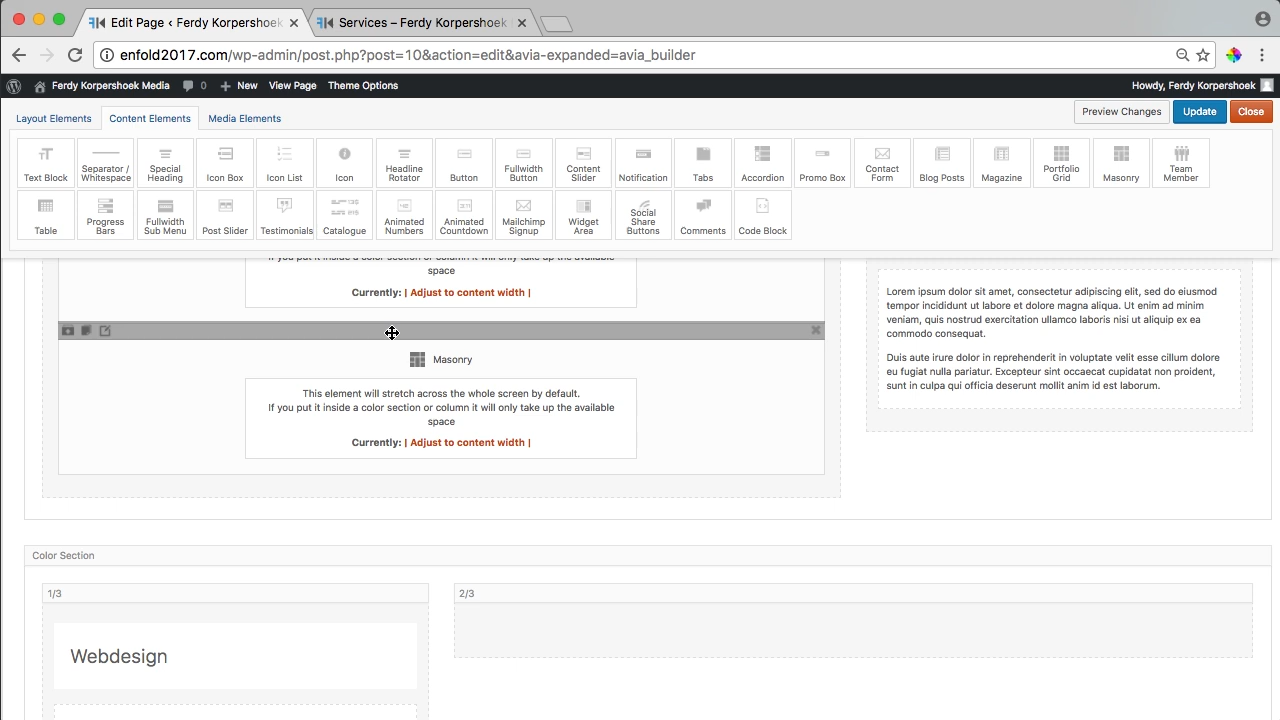 Edit Page ‹ Ferdy Korpershoek
Services – Ferdy Korpershoek
enfold2017.com/wp-admin/post.php?post=10&action=edit&avia-expanded=avia_builder
Ferdy Korpershoek Media 0 New View Page Theme Options Howdy, Ferdy Korpershoek
Layout Elements Content Elements Media Elements Preview Changes Update Close
Text Block
Separator / Whitespace
Special Heading
Icon Box
Icon List
Icon
Headline Rotator
Button
Fullwidth Button
Content Slider
Notification
Tabs
Accordion
Promo Box
Contact Form
Blog Posts
Magazine
Portfolio Grid
Masonry
Team Member
Table
Progress Bars
Fullwidth Sub Menu
Post Slider
Testimonials
Catalogue
Animated Numbers
Animated Countdown
Mailchimp Signup
Widget Area
Social Share Buttons
Comments
Code Block
If you put it inside a color section or column it will only take up the available
space
Currently: | Adjust to content width |
Masonry
This element will stretch across the whole screen by default.
If you put it inside a color section or column it will only take up the available
space
Currently: | Adjust to content width |
Lorem ipsum dolor sit amet, consectetur adipiscing elit, sed do eiusmod
tempor incididunt ut labore et dolore magna aliqua. Ut enim ad minim
veniam, quis nostrud exercitation ullamco laboris nisi ut aliquip ex ea
commodo consequat.
Duis aute irure dolor in reprehenderit in voluptate velit esse cillum dolore
eu fugiat nulla pariatur. Excepteur sint occaecat cupidatat non proident,
sunt in culpa qui officia deserunt mollit anim id est laborum.
Color Section
1/3
2/3
Webdesign